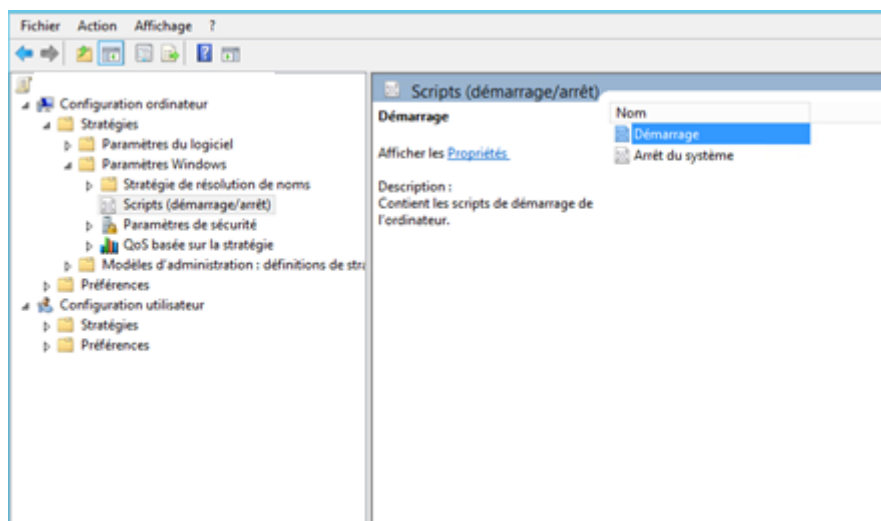 Fichier Action Affichage ?
Configuration ordinateur
Stratégies
Paramètres du logiciel
Paramètres Windows
Stratégie de résolution de noms
Scripts (démarrage/arrêt)
Paramètres de sécurité
QoS basée sur la stratégie
Modèles d'administration : définitions de stra
Préférences
Configuration utilisateur
Stratégies
Préférences
Scripts (démarrage/arrêt)
Démarrage
Afficher les Propriétés
Description :
Contient les scripts de démarrage de
l'ordinateur.
Nom
Démarrage
Arrêt du système